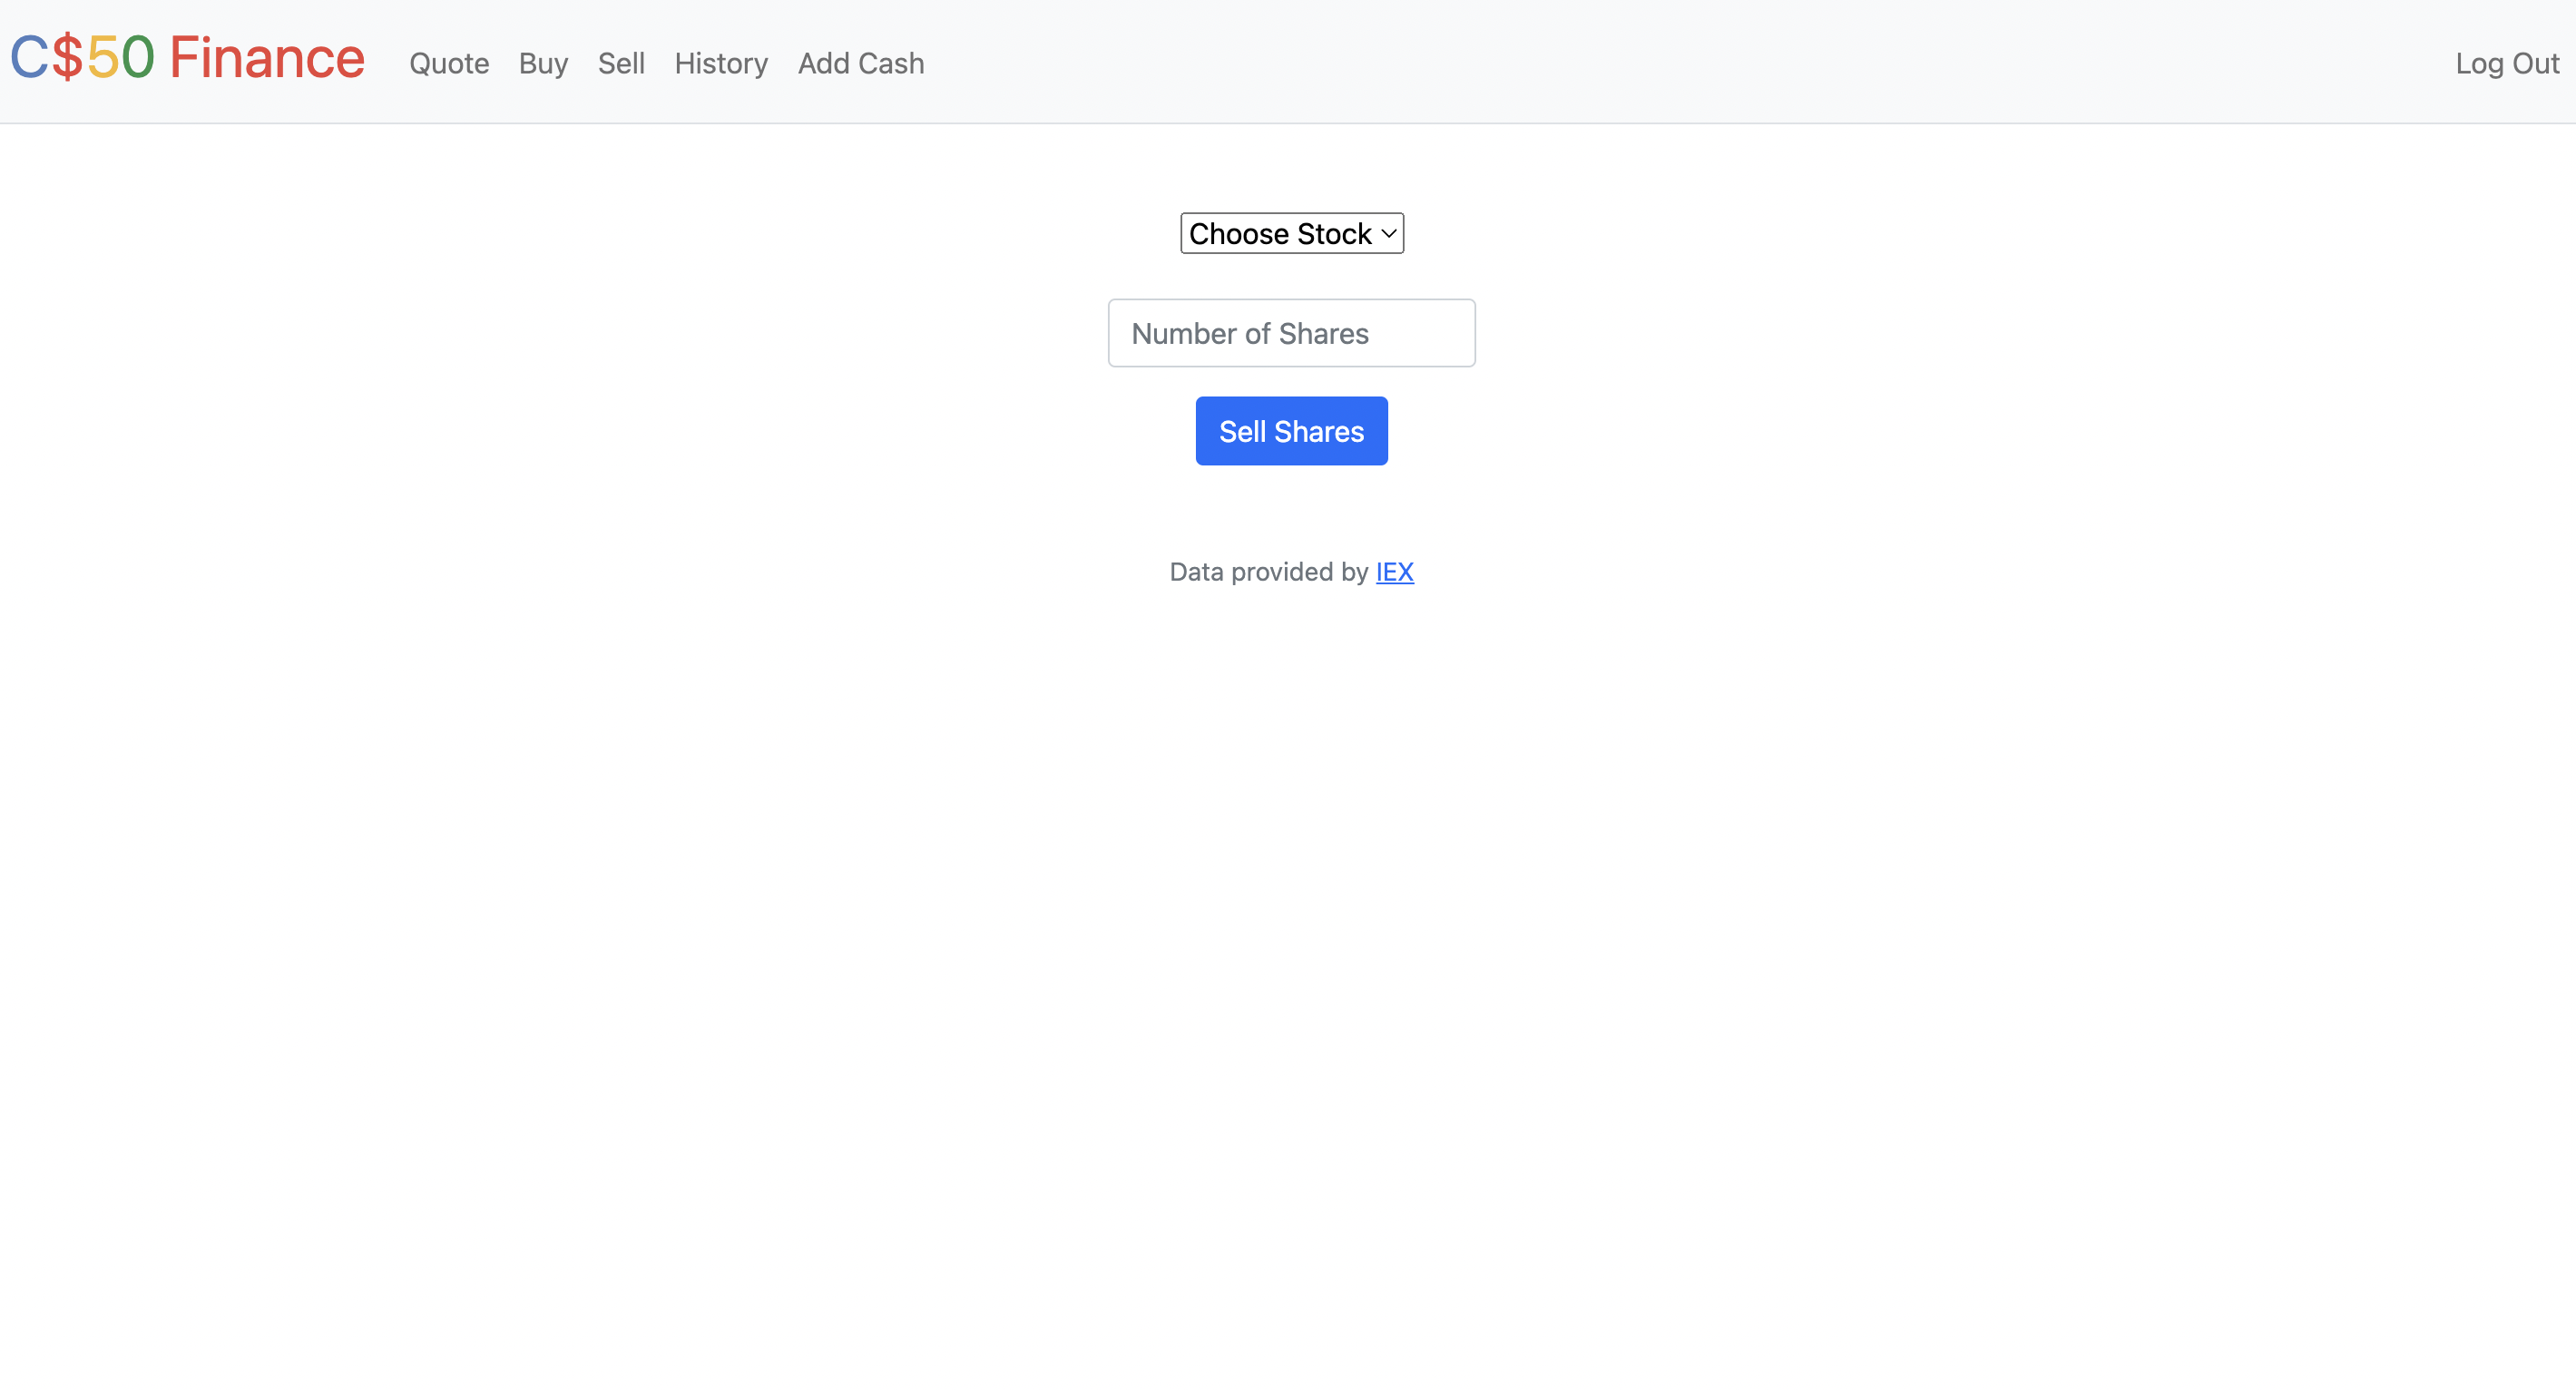 C$50 Finance Quote Buy Sell History Add Cash Log Out
Choose Stock
Number of Shares
Sell Shares
Data provided by IEX